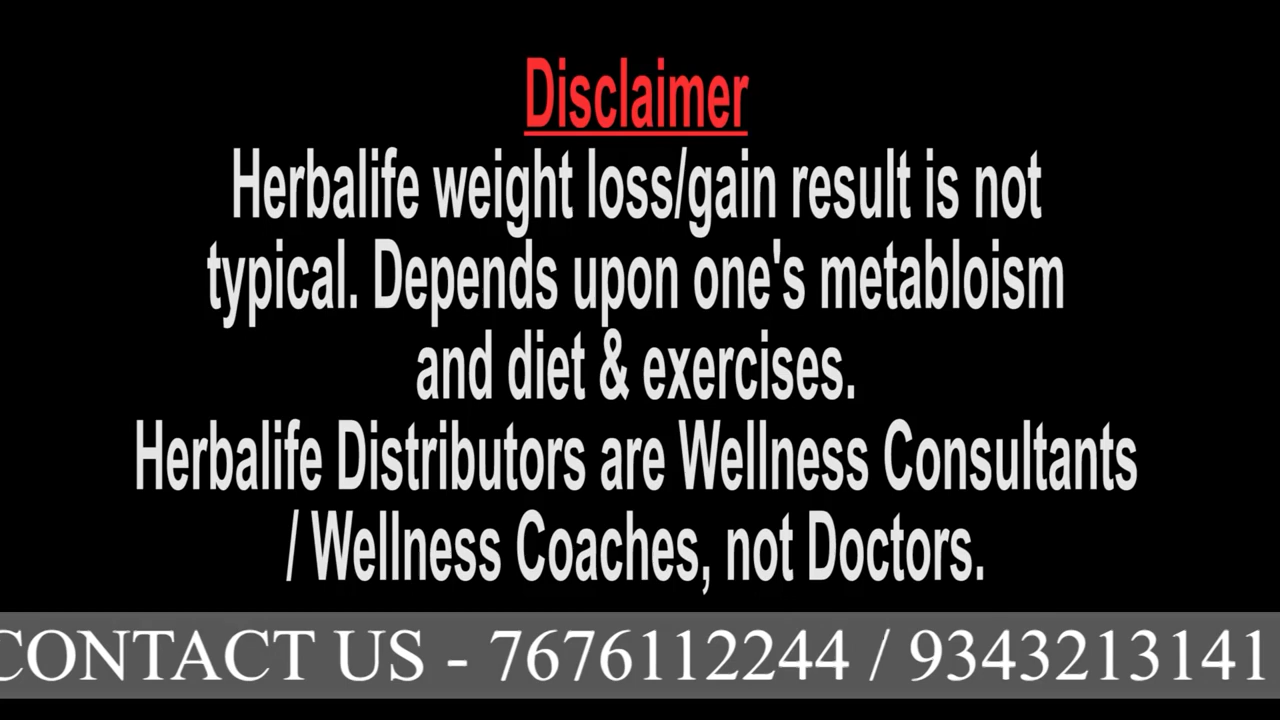 Disclaimer
Herbalife weight loss/gain result is not
typical. Depends upon one's metabloism
and diet & exercises.
Herbalife Distributors are Wellness Consultants
/ Wellness Coaches, not Doctors.
CONTACT US - 7676112244 / 9343213141